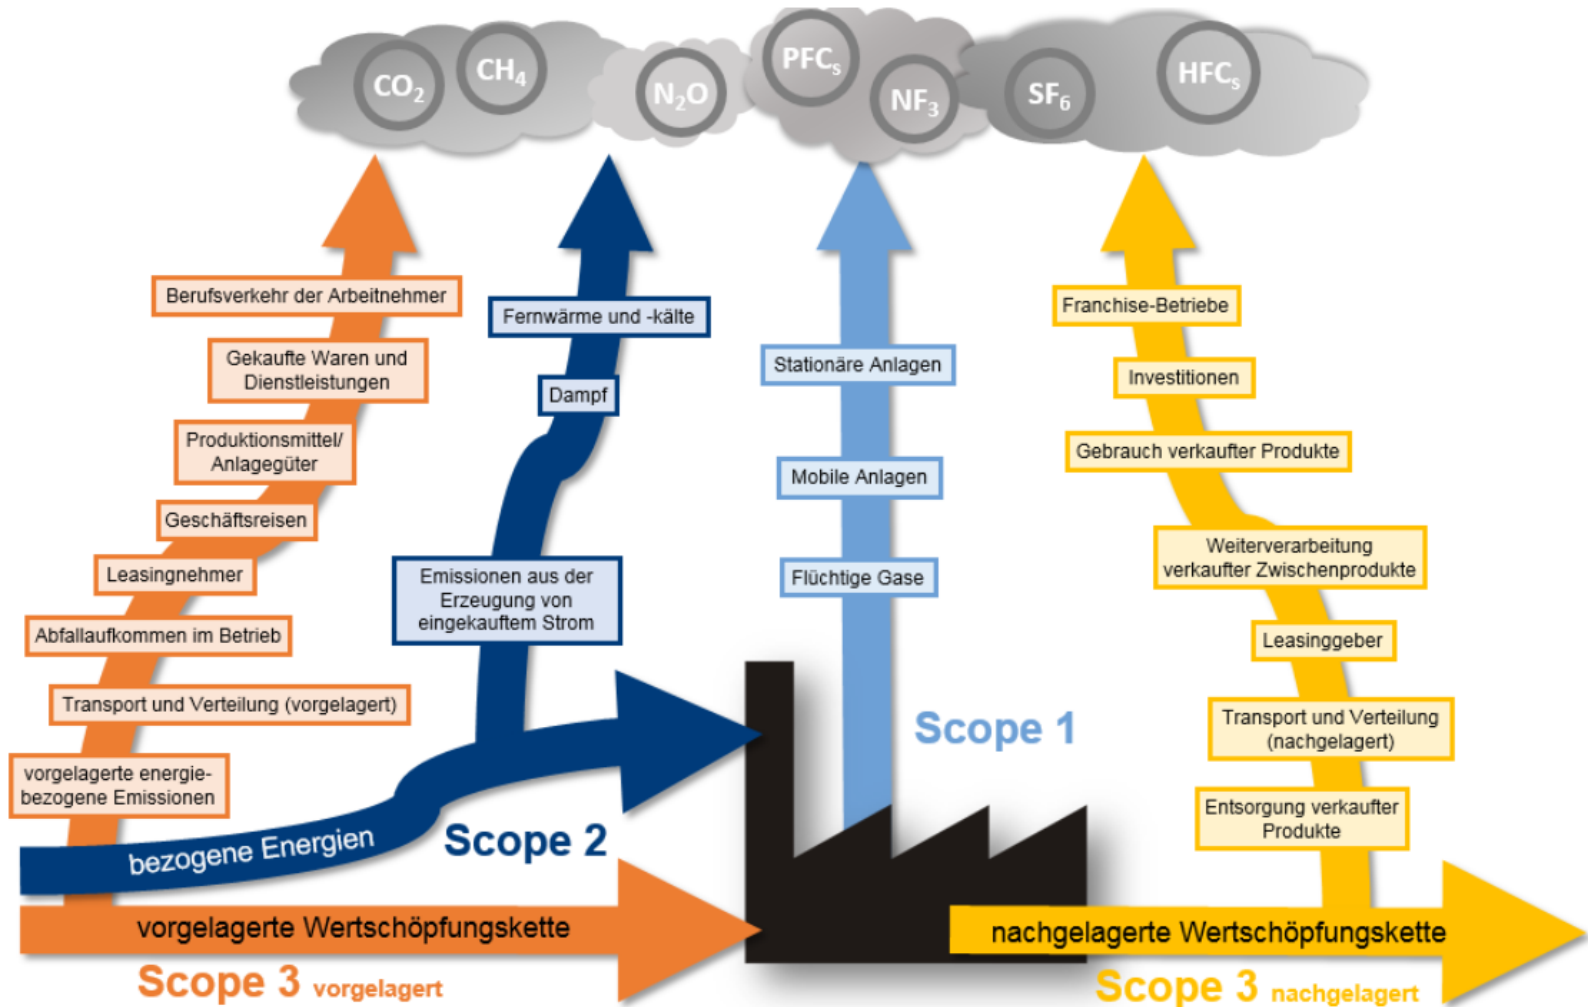 CO₂
CH₄
N₂O
PFCₛ
NF₃
SF₆
HFCₛ
Berufsverkehr der Arbeitnehmer
Gekaufte Waren und
Dienstleistungen
Produktionsmittel/
Anlagegüter
Geschäftsreisen
Leasingnehmer
Abfallaufkommen im Betrieb
Transport und Verteilung (vorgelagert)
vorgelagerte energie-
bezogene Emissionen
Fernwärme und -kälte
Dampf
Emissionen aus der
Erzeugung von
eingekauftem Strom
bezogene Energien
Scope 2
vorgelagerte Wertschöpfungskette
Scope 3 vorgelagert
Stationäre Anlagen
Mobile Anlagen
Flüchtige Gase
Scope 1
Franchise-Betriebe
Investitionen
Gebrauch verkaufter Produkte
Weiterverarbeitung
verkaufter Zwischenprodukte
Leasinggeber
Transport und Verteilung
(nachgelagert)
Entsorgung verkaufter
Produkte
nachgelagerte Wertschöpfungskette
Scope 3 nachgelagert